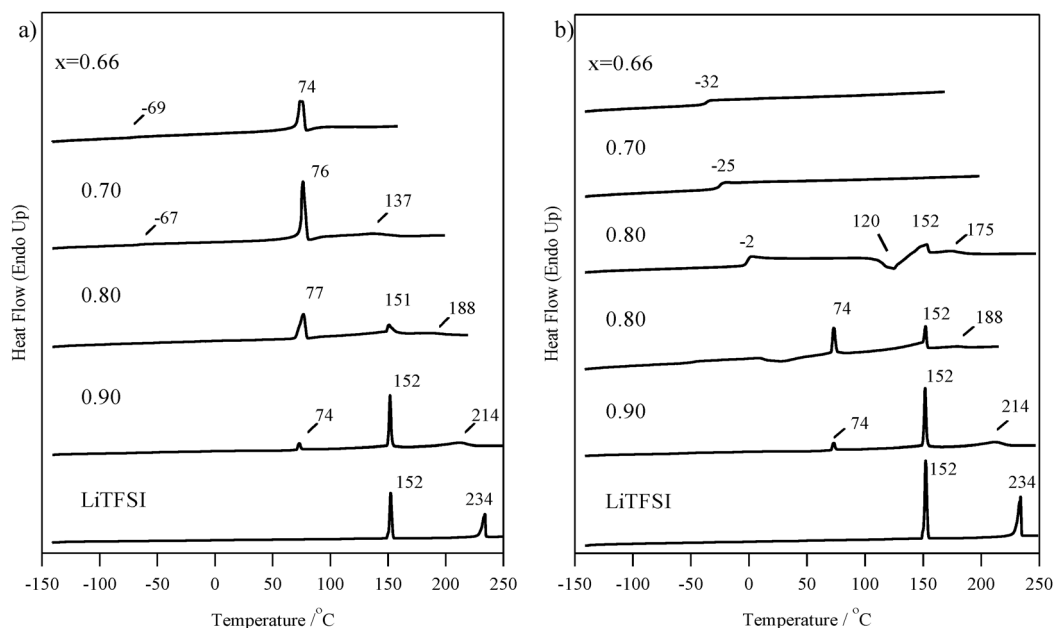 a)
x=0.66
-69
74
0.70
-67
76
137
0.80
77
151
188
0.90
74
152
214
LiTFSI
152
234
-150 -100 -50 0 50 100 150 200 250
Temperature /°C
Heat Flow (Endo Up)
b)
x=0.66
-32
0.70
-25
0.80
-2
120
152
175
0.80
74
152
188
0.90
74
152
214
LiTFSI
152
234
-150 -100 -50 0 50 100 150 200 250
Temperature /°C
Heat Flow (Endo Up)